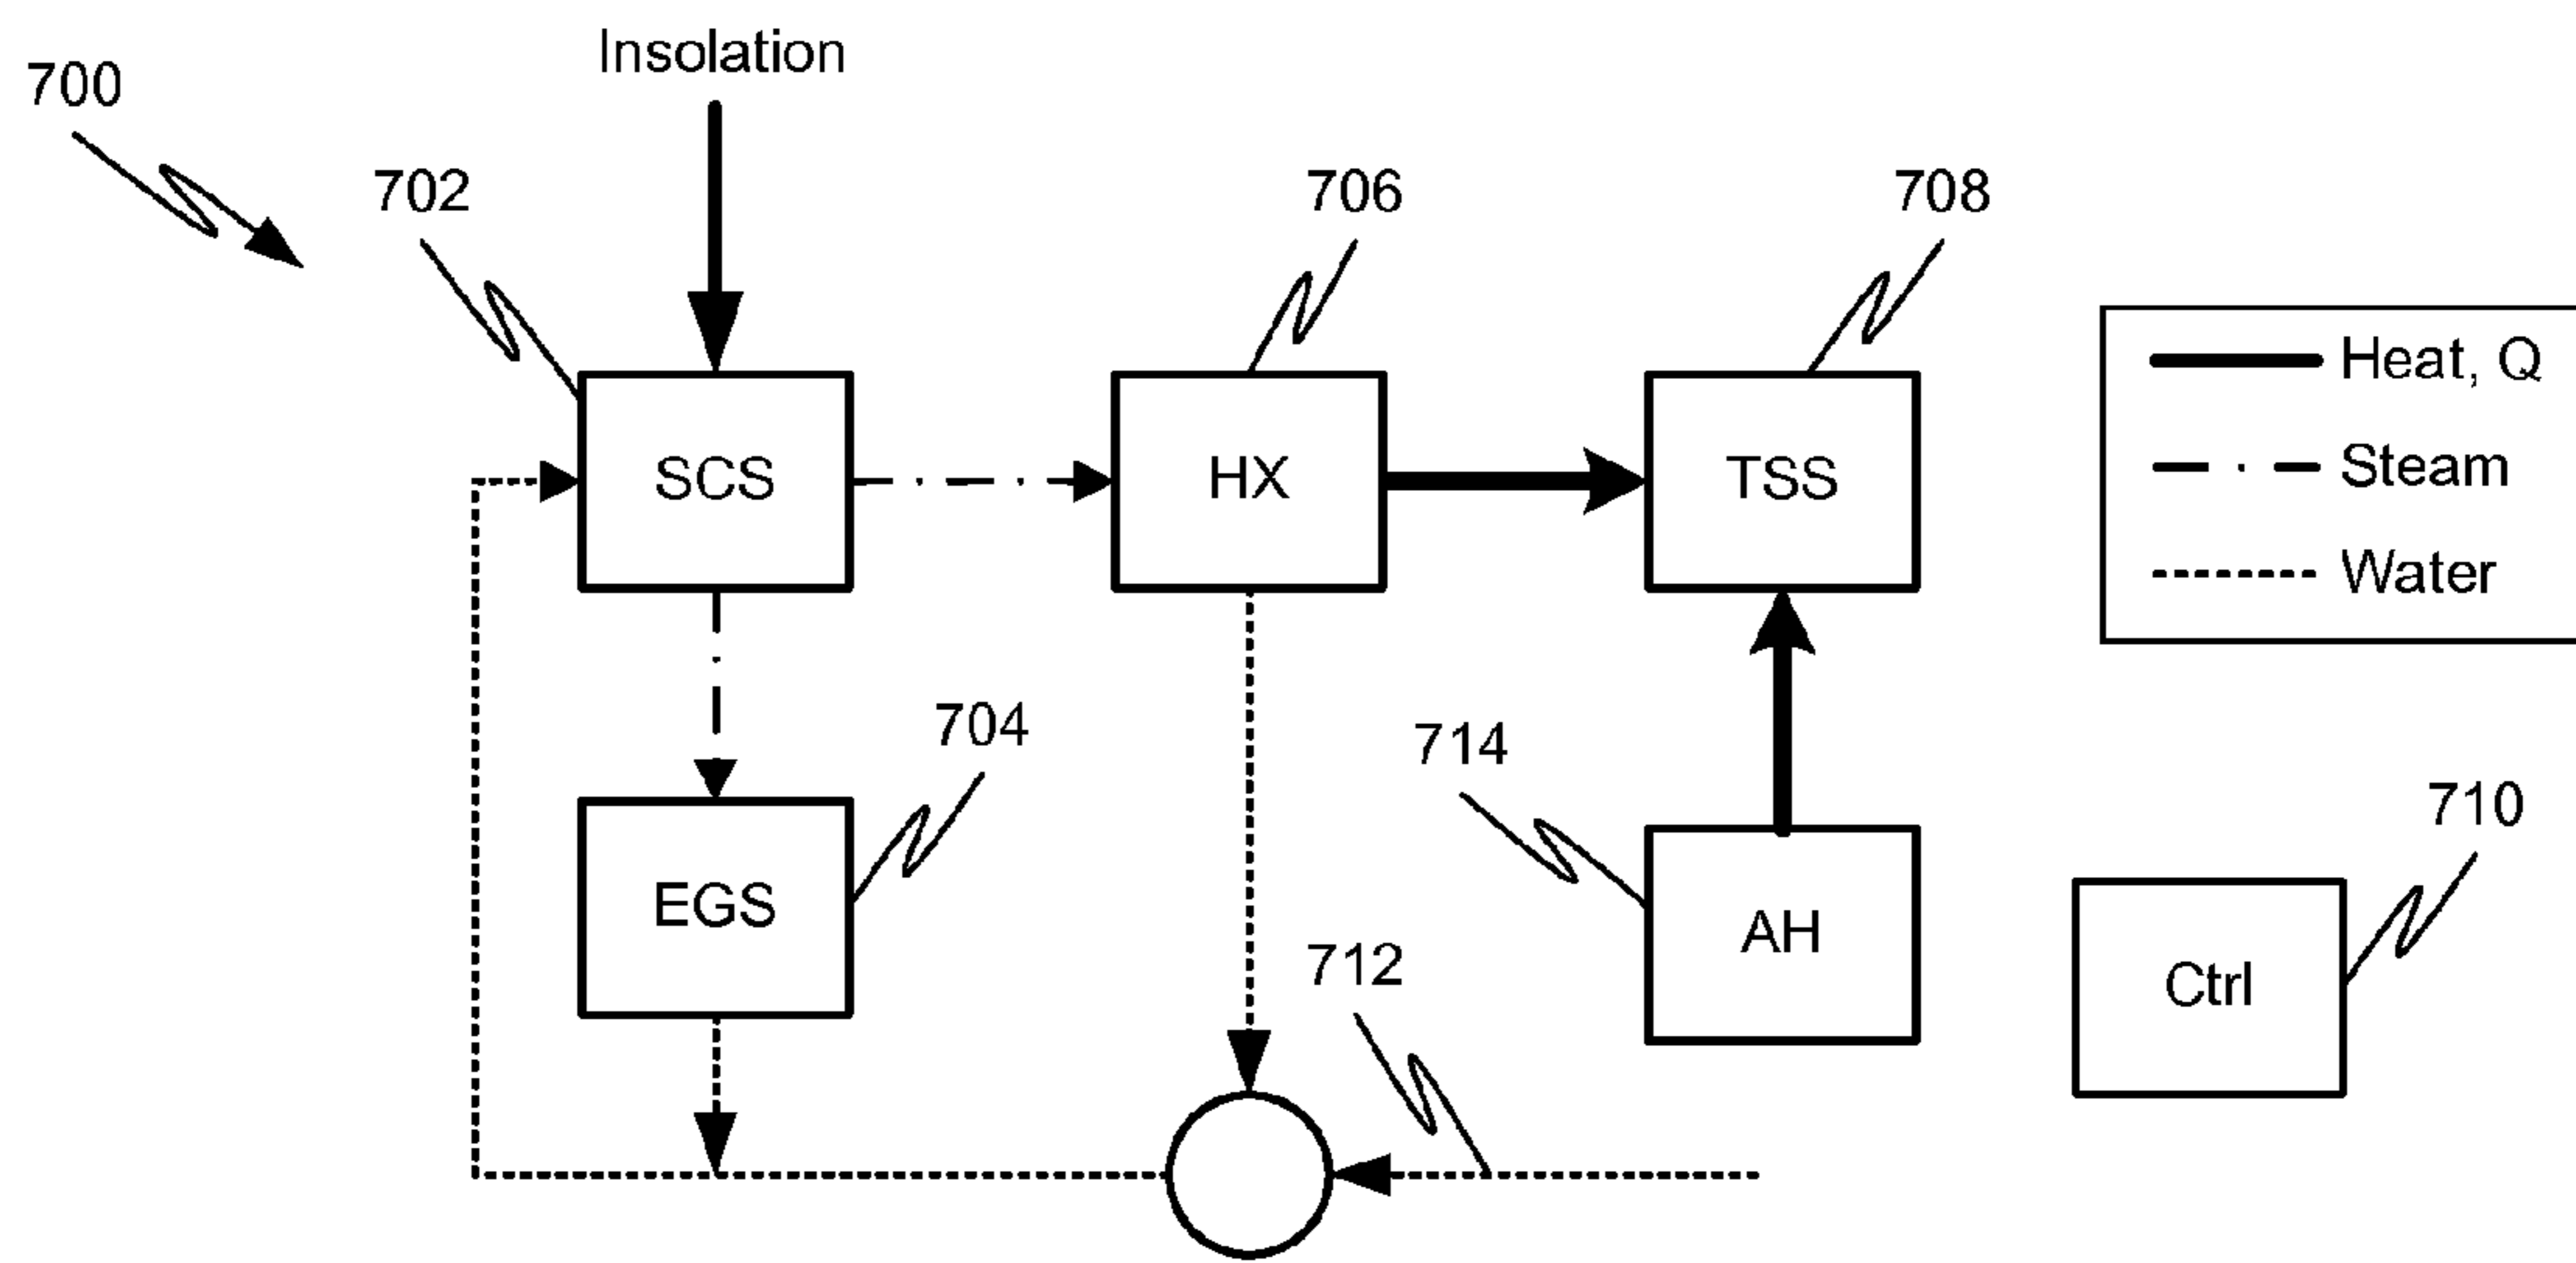 Insolation
700
702
706
708
Heat, Q
SCS
HX
TSS
Steam
Water
704
714
710
EGS
AH
712
Ctrl